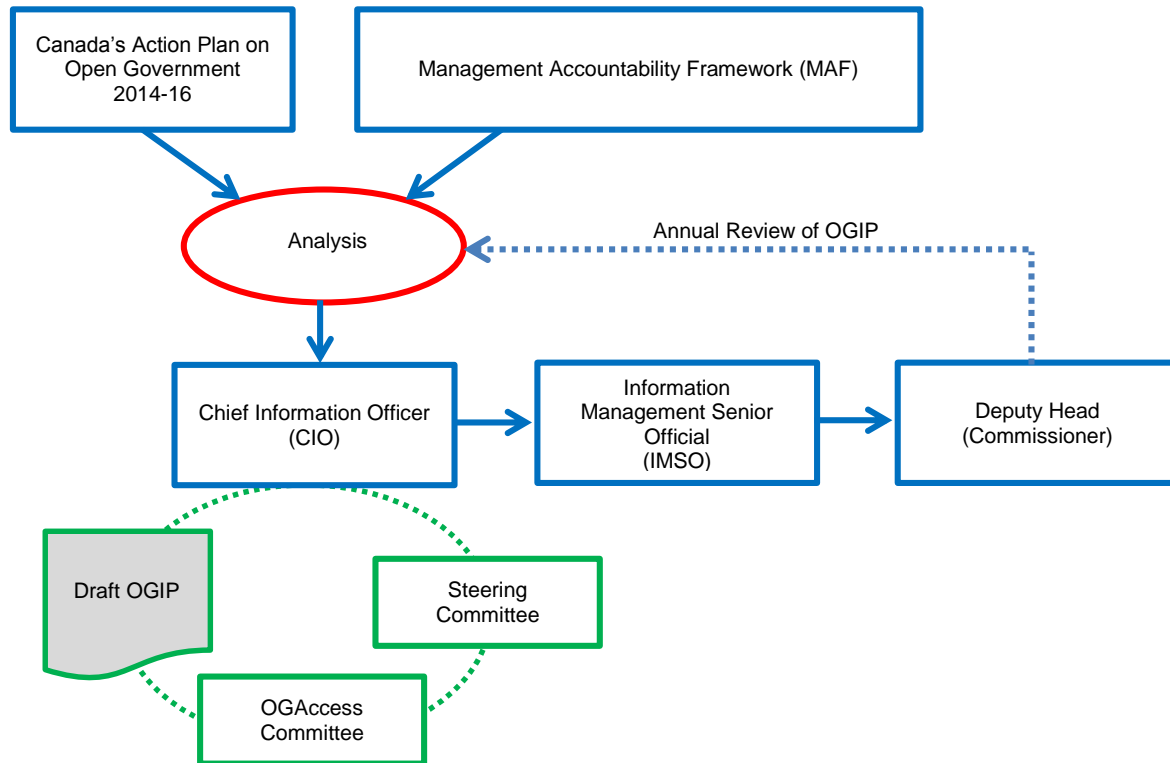 Canada’s Action Plan on
Open Government
2014-16
Management Accountability Framework (MAF)
Analysis
Annual Review of OGIP
Chief Information Officer
(CIO)
Information
Management Senior
Official
(IMSO)
Deputy Head
(Commissioner)
Draft OGIP
Steering
Committee
OGAccess
Committee